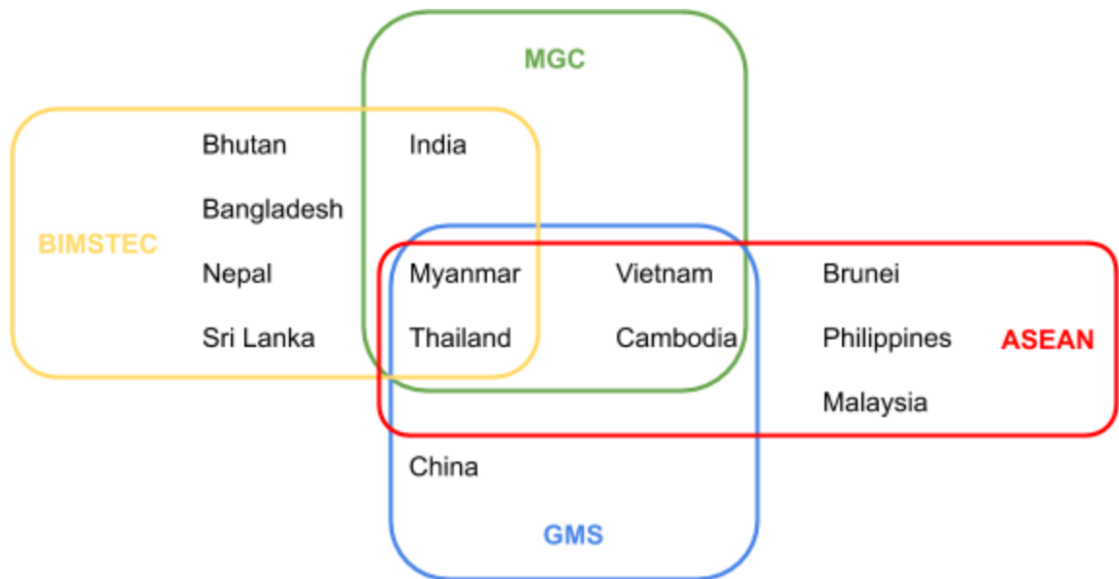 MGC
Bhutan India
Bangladesh
BIMSTEC
Nepal Myanmar Vietnam Brunei
Sri Lanka Thailand Cambodia Philippines ASEAN
Malaysia
China
GMS